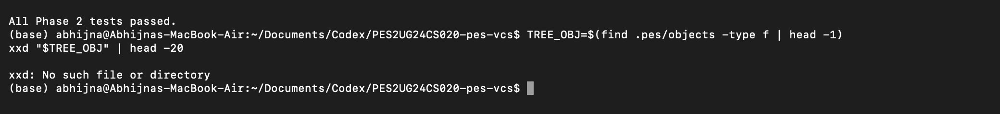 All Phase 2 tests passed.
(base) abhijna@Abhijnas-MacBook-Air:~/Documents/Codex/PES2UG24CS020-pes-vcs$ TREE_OBJ=$(find .pes/objects -type f | head -1)
xxd "$TREE_OBJ" | head -20
xxd: No such file or directory
(base) abhijna@Abhijnas-MacBook-Air:~/Documents/Codex/PES2UG24CS020-pes-vcs$